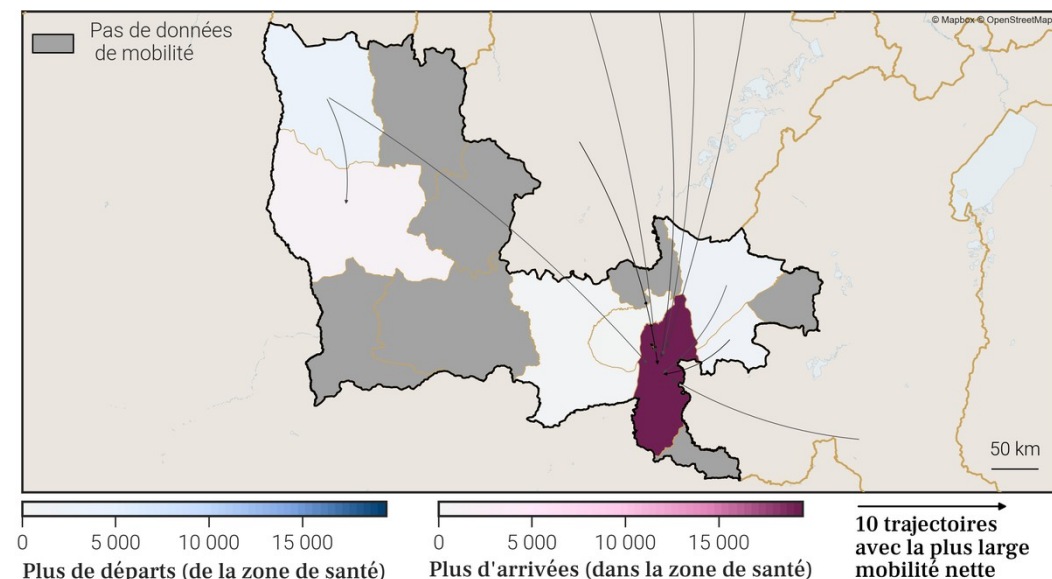 © Mapbox © OpenStreetMap
Pas de données
de mobilité
50 km
0 5 000 10 000 15 000
Plus de départs (de la zone de santé)
0 5 000 10 000 15 000
Plus d'arrivées (dans la zone de santé)
10 trajectoires
avec la plus large
mobilité nette